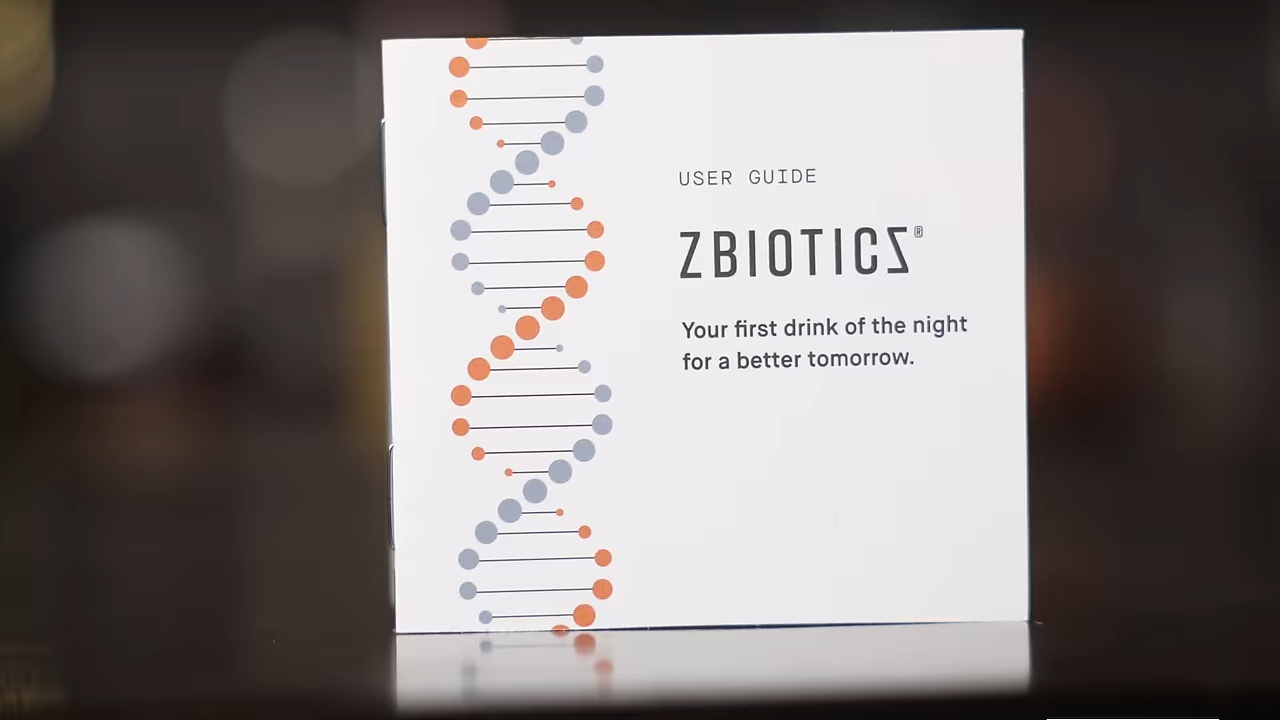 USER GUIDE
ZBIOTICS®
Your first drink of the night
for a better tomorrow.